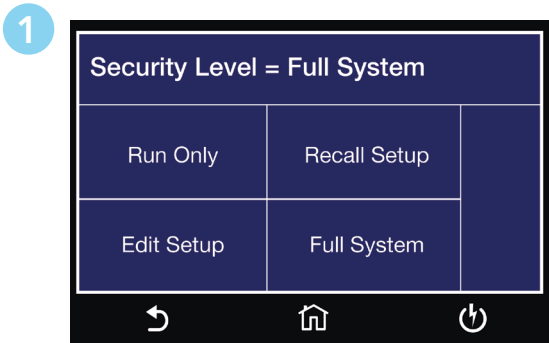 1
Security Level = Full System
Run Only Recall Setup
Edit Setup Full System